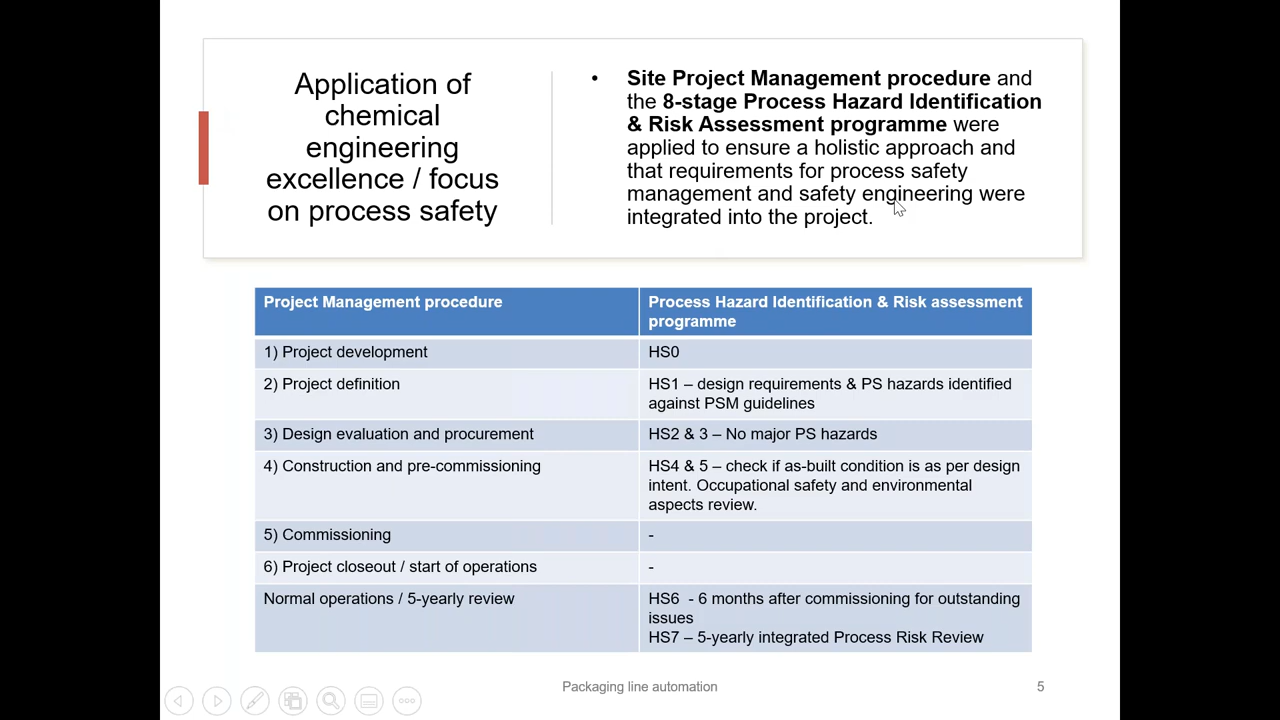 Application of
chemical
engineering
excellence / focus
on process safety
• Site Project Management procedure and
the 8-stage Process Hazard Identification
& Risk Assessment programme were
applied to ensure a holistic approach and
that requirements for process safety
management and safety engineering were
integrated into the project.
Project Management procedure
Process Hazard Identification & Risk assessment
programme
1) Project development
HS0
2) Project definition
HS1 – design requirements & PS hazards identified
against PSM guidelines
3) Design evaluation and procurement
HS2 & 3 – No major PS hazards
4) Construction and pre-commissioning
HS4 & 5 – check if as-built condition is as per design
intent. Occupational safety and environmental
aspects review.
5) Commissioning
-
6) Project closeout / start of operations
-
Normal operations / 5-yearly review
HS6  - 6 months after commissioning for outstanding
issues
HS7 – 5-yearly integrated Process Risk Review
Packaging line automation
5